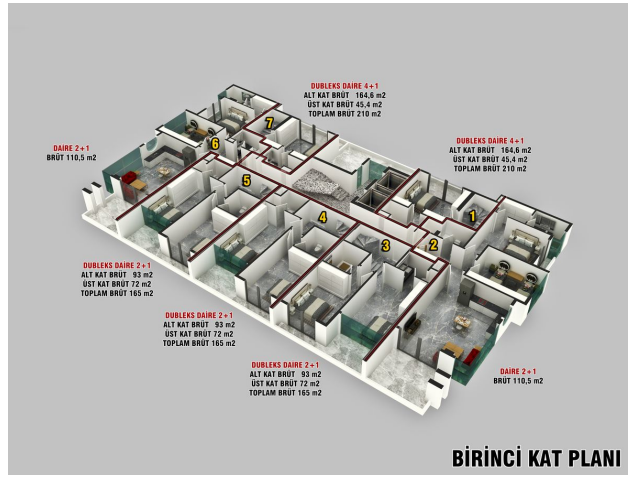 DUBLEKS DAİRE 4+1
ALT KAT BRÜT 164,6 m2
ÜST KAT BRÜT 45,4 m2
TOPLAM BRÜT 210 m2
DUBLEKS DAİRE 4+1
ALT KAT BRÜT 164,6 m2
ÜST KAT BRÜT 45,4 m2
TOPLAM BRÜT 210 m2
DAİRE 2+1
BRÜT 110,5 m2
7
6
5
4
3
2
1
DUBLEKS DAİRE 2+1
ALT KAT BRÜT 93 m2
ÜST KAT BRÜT 72 m2
TOPLAM BRÜT 165 m2
DUBLEKS DAİRE 2+1
ALT KAT BRÜT 93 m2
ÜST KAT BRÜT 72 m2
TOPLAM BRÜT 165 m2
DUBLEKS DAİRE 2+1
ALT KAT BRÜT 93 m2
ÜST KAT BRÜT 72 m2
TOPLAM BRÜT 165 m2
DAİRE 2+1
BRÜT 110,5 m2
BİRİNCİ KAT PLANI